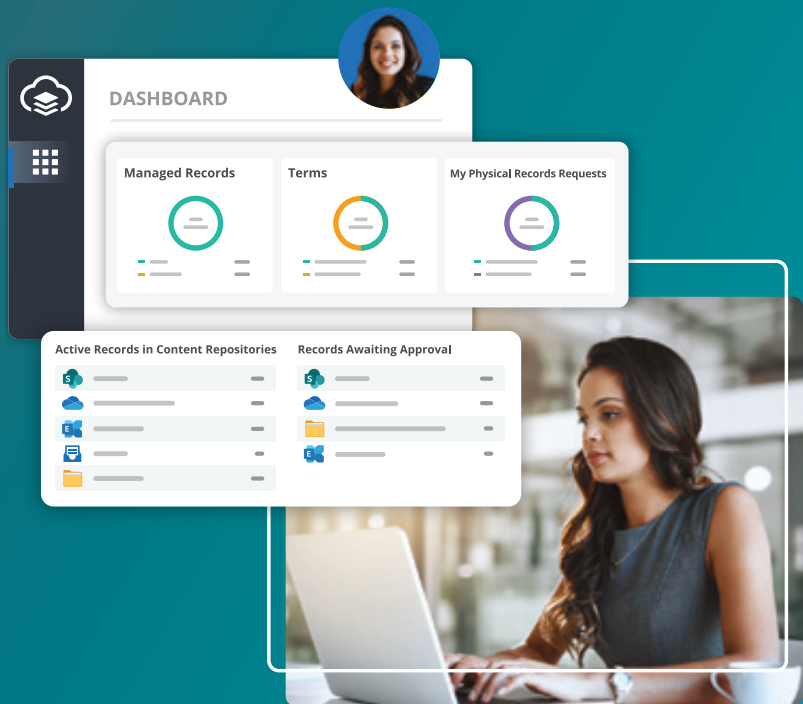 DASHBOARD
Managed Records
Terms
My Physical Records Requests
Active Records in Content Repositories
Records Awaiting Approval
S
S
E
E